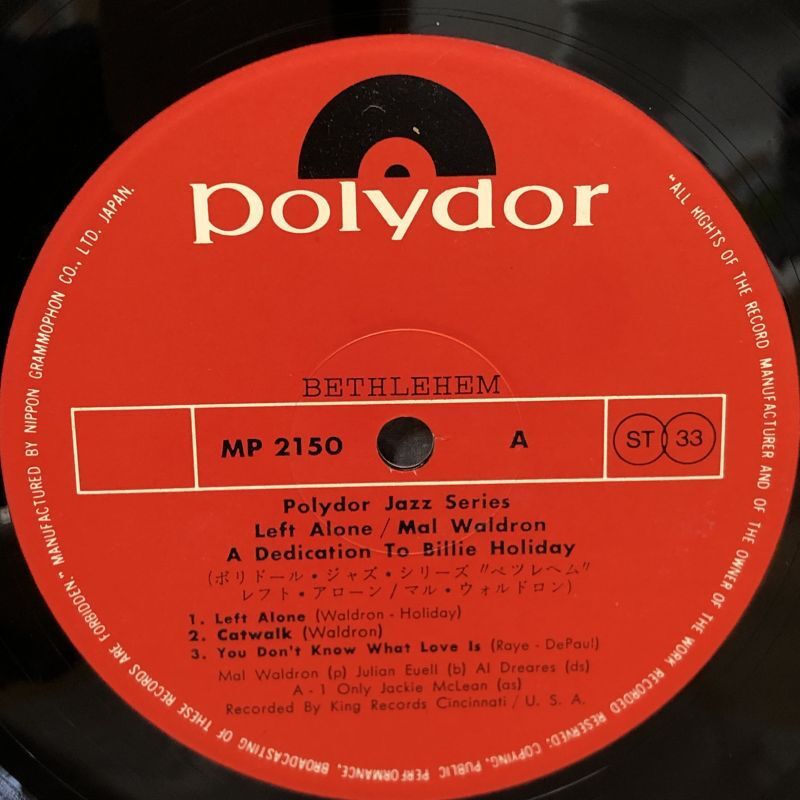 polydor
BETHLEHEM
MP 2150
A
ST 33
Polydor Jazz Series
Left Alone / Mal Waldron
A Dedication To Billie Holiday
(ポリドール・ジャズ・シリーズ "ベツレヘム"
レフト・アローン / マル・ウォルドロン)
1. Left Alone (Waldron - Holiday)
2. Catwalk (Waldron)
3. You Don't Know What Love Is (Raye - DePaul)
Mal Waldron (p) Julian Euell (b) Al Dreares (ds)
A - 1 Only Jackie McLean (as)
Recorded By King Records Cincinnati / U. S. A.
"ALL RIGHTS OF THE RECORD MANUFACTURER AND OF THE OWNER OF THE WORK RECORDED RESERVED; COPYING, PUBLIC PERFORMANCE, BROADCASTING OF THESE RECORDS ARE FORBIDDEN." MANUFACTURED BY NIPPON GRAMMOPHON CO., LTD. JAPAN.